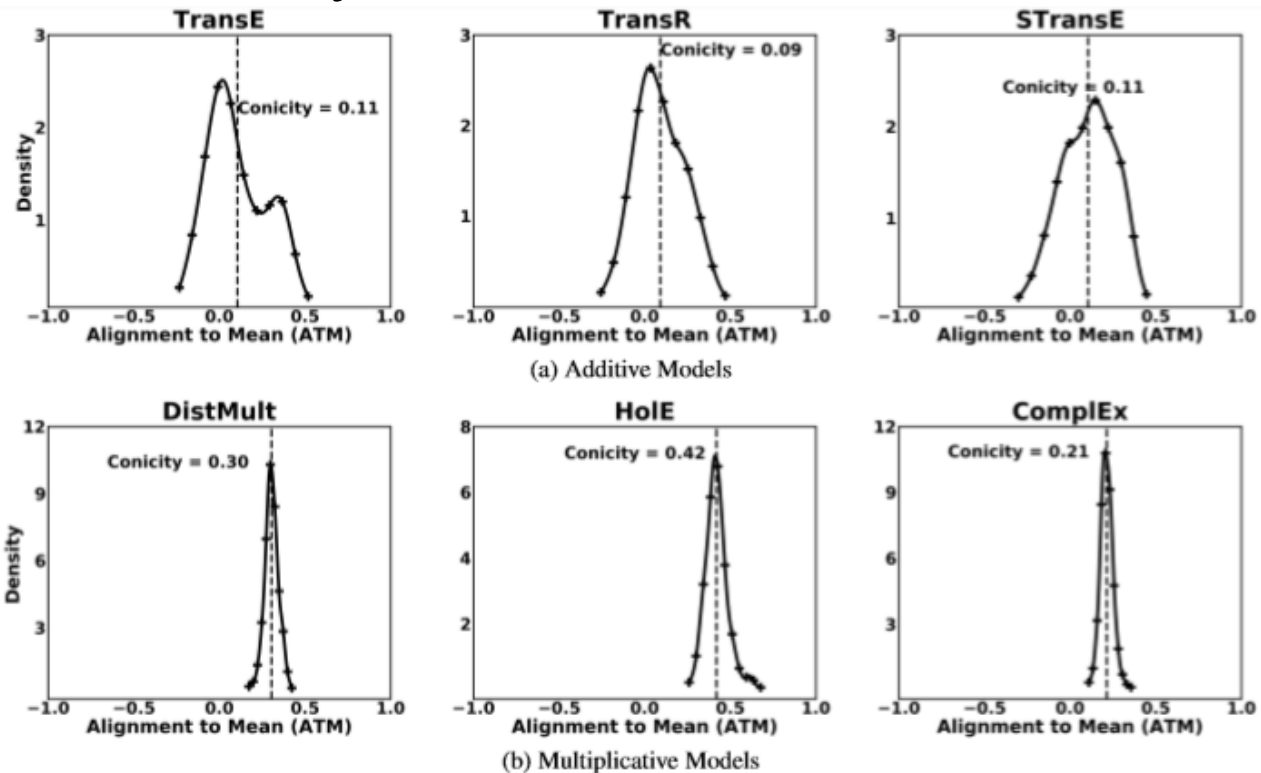 TransE TransR STransE
3 3 3
Conicity = 0.09
Conicity = 0.11 Conicity = 0.11
2 2 2
Density
1 1 1
−1.0 −0.5 0.0 0.5 1.0 −1.0 −0.5 0.0 0.5 1.0 −1.0 −0.5 0.0 0.5 1.0
Alignment to Mean (ATM) Alignment to Mean (ATM) Alignment to Mean (ATM)
(a) Additive Models
DistMult HolE ComplEx
12 8 12
Conicity = 0.30 Conicity = 0.42 Conicity = 0.21
9 6 9
6 4 6
Density
3 2 3
−1.0 −0.5 0.0 0.5 1.0 −1.0 −0.5 0.0 0.5 1.0 −1.0 −0.5 0.0 0.5 1.0
Alignment to Mean (ATM) Alignment to Mean (ATM) Alignment to Mean (ATM)
(b) Multiplicative Models